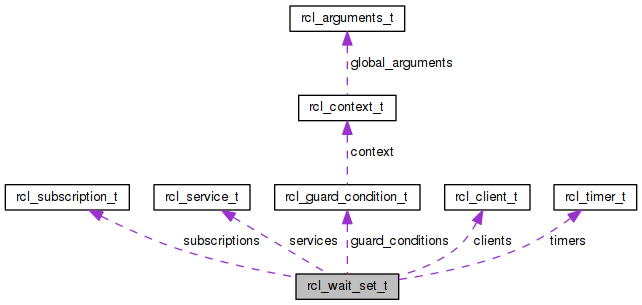 rcl_arguments_t
global_arguments
rcl_context_t
context
rcl_subscription_t
rcl_service_t
rcl_guard_condition_t
rcl_client_t
rcl_timer_t
subscriptions
services
guard_conditions
clients
timers
rcl_wait_set_t